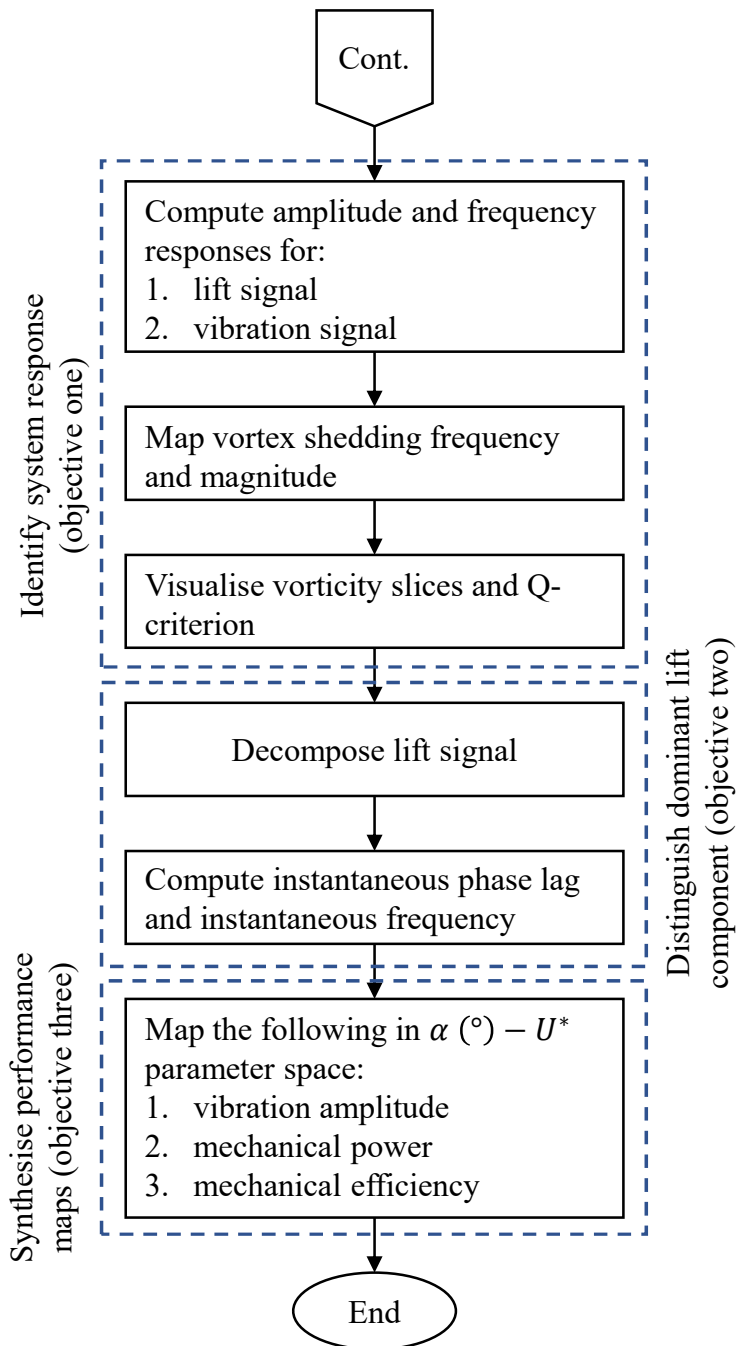 Cont.
Identify system response
(objective one)
Compute amplitude and frequency
responses for:
1. lift signal
2. vibration signal
Map vortex shedding frequency
and magnitude
Visualise vorticity slices and Q-
criterion
Distinguish dominant lift
component (objective two)
Decompose lift signal
Compute instantaneous phase lag
and instantaneous frequency
Synthesise performance
maps (objective three)
Map the following in α (°) − U*
parameter space:
1. vibration amplitude
2. mechanical power
3. mechanical efficiency
End